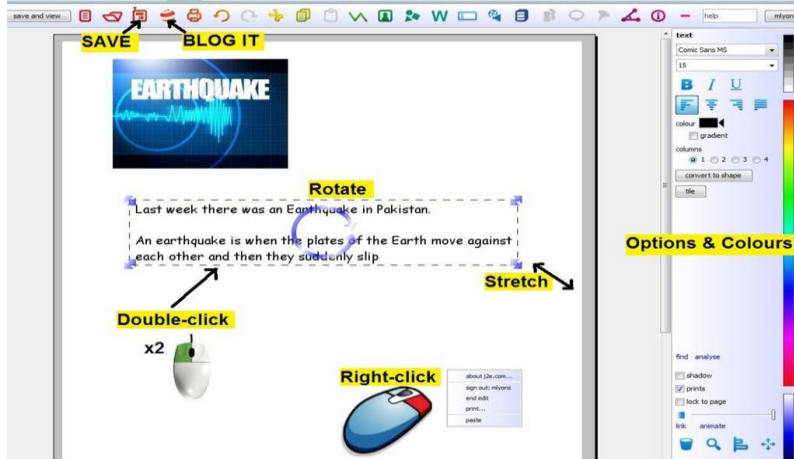 save and view
W
help
mlyon
SAVE
BLOG IT
text
Comic Sans MS
15
B I U
EARTHQUAKE
colour
gradient
columns
1 2 3 4
convert to shape
tile
Rotate
Last week there was an Earthquake in Pakistan.
An earthquake is when the plates of the Earth move against
each other and then they suddenly slip
Options & Colours
Stretch
Double-click
x2
Right-click
about j2e.com...
sign out: mlyons
end edit
print...
paste
find analyse
shadow
prints
lock to page
link animate